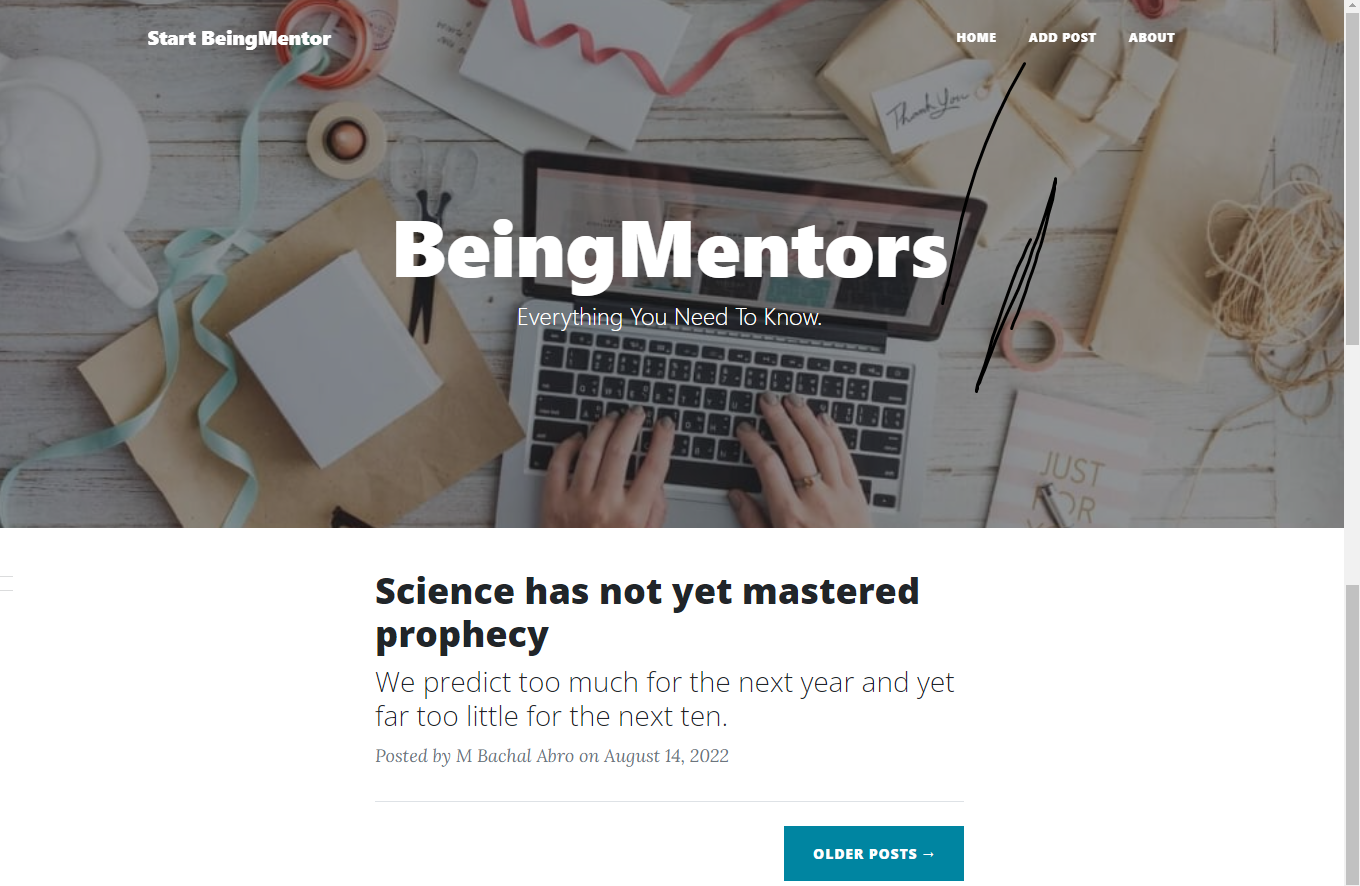 Start BeingMentor
HOME ADD POST ABOUT
Thank You
BeingMentors
Everything You Need To Know.
JUST
FOR
Science has not yet mastered
prophecy
We predict too much for the next year and yet
far too little for the next ten.
Posted by M Bachal Abro on August 14, 2022
OLDER POSTS →